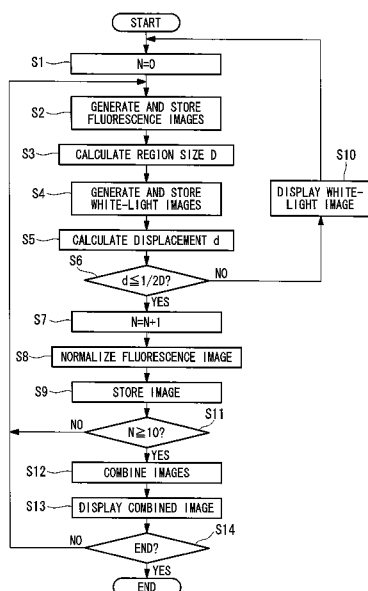 START
S1
N=0
S2
GENERATE AND STORE
FLUORESCENCE IMAGES
S3
CALCULATE REGION SIZE D
S10
DISPLAY WHITE-
LIGHT IMAGE
S4
GENERATE AND STORE
WHITE-LIGHT IMAGES
S5
CALCULATE DISPLACEMENT d
S6
d≦1/2D?
NO
YES
S7
N=N+1
S8
NORMALIZE FLUORESCENCE IMAGE
S9
STORE IMAGE
S11
NO
N≧10?
YES
S12
COMBINE IMAGES
S13
DISPLAY COMBINED IMAGE
S14
NO
END?
YES
END